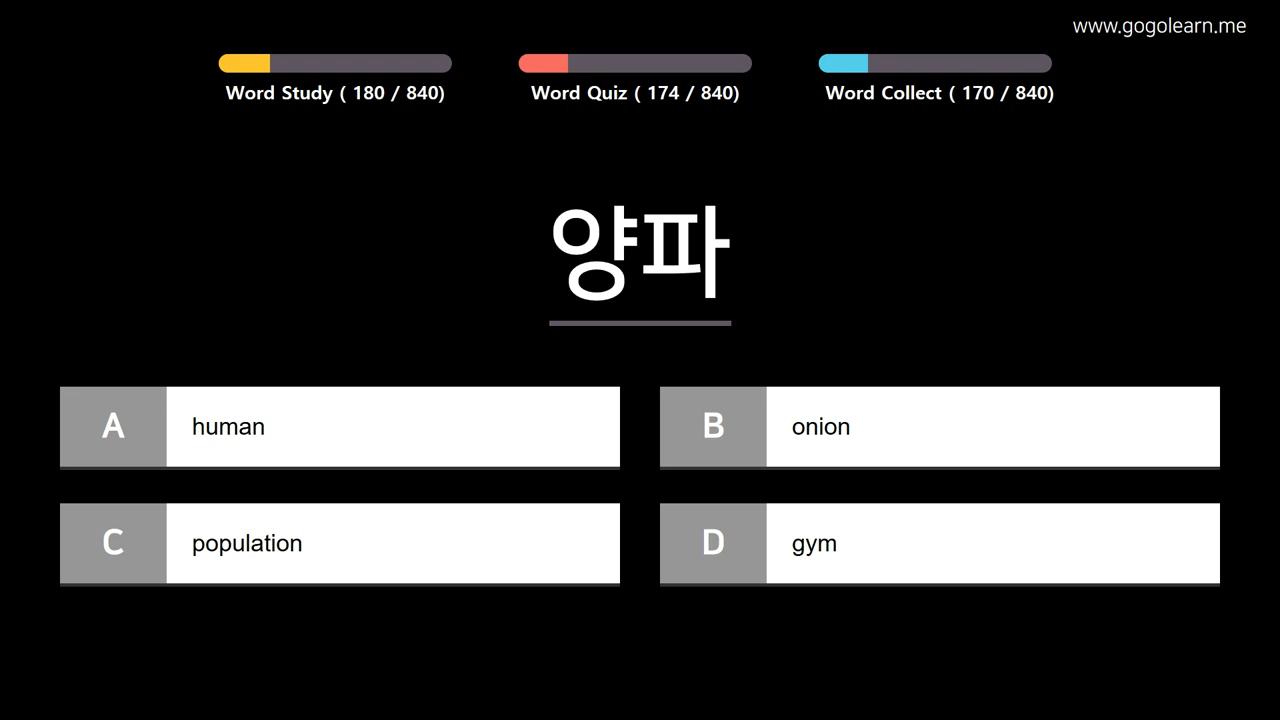 www.gogolearn.me
Word Study ( 180 / 840)
Word Quiz ( 174 / 840)
Word Collect ( 170 / 840)
양파
A human
B onion
C population
D gym